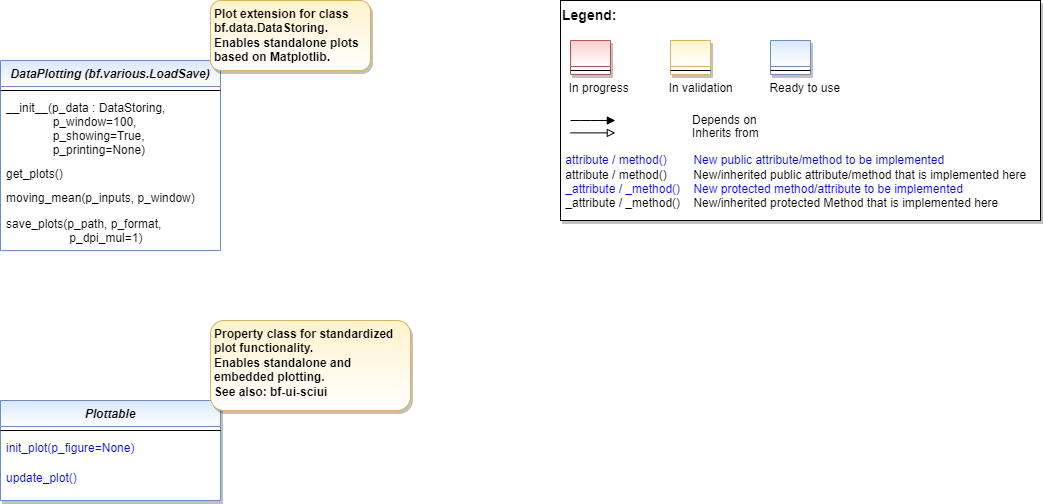 Plot extension for class
bf.data.DataStoring.
Enables standalone plots
based on Matplotlib.
DataPlotting (bf.various.LoadSave)
__init__(p_data : DataStoring,
p_window=100,
p_showing=True,
p_printing=None)
get_plots()
moving_mean(p_inputs, p_window)
save_plots(p_path, p_format,
p_dpi_mul=1)
Legend:
In progress
In validation
Ready to use
Depends on
Inherits from
attribute / method() New public attribute/method to be implemented
attribute / method() New/inherited public attribute/method that is implemented here
_attribute / _method() New protected method/attribute to be implemented
_attribute / _method() New/inherited protected Method that is implemented here
Property class for standardized
plot functionality.
Enables standalone and
embedded plotting.
See also: bf-ui-sciui
Plottable
init_plot(p_figure=None)
update_plot()